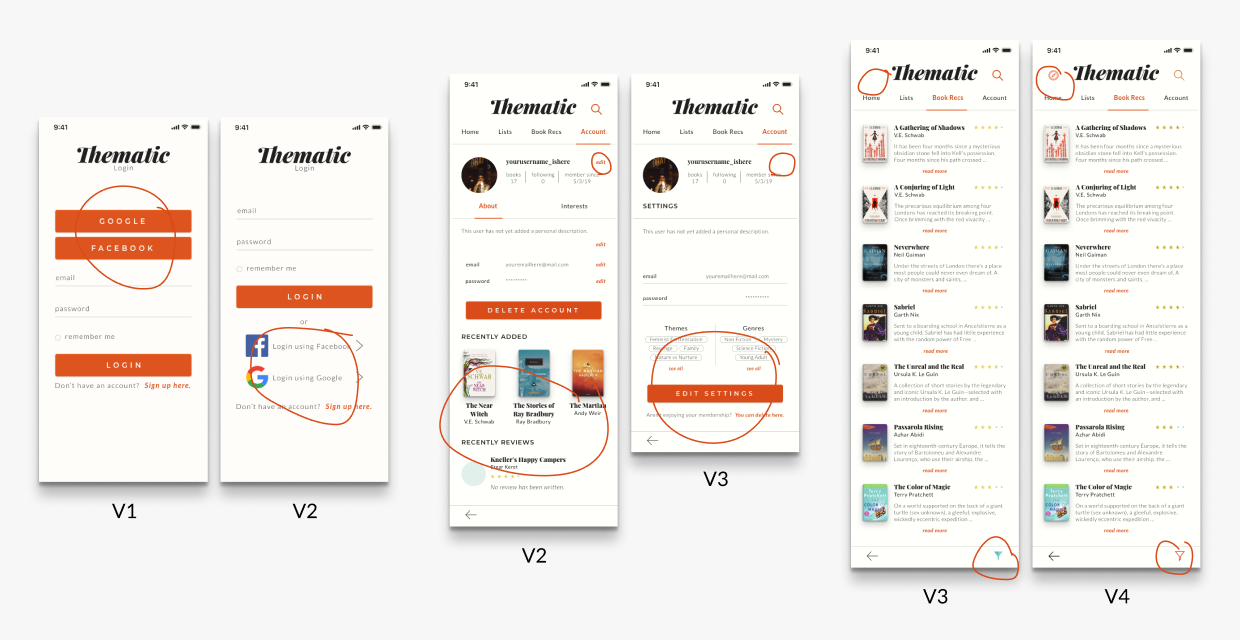 9:41
Thematic
Login
GOOGLE
FACEBOOK
email
password
remember me
LOGIN
Don't have an account? Sign up here.
V1
9:41
Thematic
Login
email
password
remember me
LOGIN
or
Login using Facebook
Login using Google
Don't have an account? Sign up here.
V2
9:41
Thematic
Home Lists Book Recs Account
yourusername_ishere edit
books following member since
17 0 5/3/19
About Interests
This user has not yet added a personal description.
edit
email youremailhere@mail.com edit
password ********* edit
DELETE ACCOUNT
RECENTLY ADDED
The Near Witch
V.E. Schwab
The Stories of Ray Bradbury
Ray Bradbury
The Martian
Andy Weir
RECENTLY REVIEWS
Kneller's Happy Campers
Etgar Keret
No review has been written.
V2
9:41
Thematic
Home Lists Book Recs Account
yourusername_ishere
books following member since
17 0 5/3/19
SETTINGS
This user has not yet added a personal description.
email youremailhere@mail.com
password **********
Themes Genres
Feminist Representation Non Fiction Mystery
Revenge Family Science Fiction
Nature vs Nurture Young Adult
see all see all
EDIT SETTINGS
Aren't enjoying your membership? You can delete here.
V3
9:41
Thematic
Home Lists Book Recs Account
A Gathering of Shadows
V.E. Schwab
It has been four months since a mysterious
obsidian stone fell into Kell's possession.
Four months since his path crossed ...
read more
A Conjuring of Light
V.E. Schwab
The precarious equilibrium among four
Londons has reached its breaking point.
Once brimming with the red vivacity ...
read more
Neverwhere
Neil Gaiman
Under the streets of London there's a place
most people could never even dream of. A
city of monsters and saints, ...
read more
Sabriel
Garth Nix
Sent to a boarding school in Ancelstierre as a
young child, Sabriel has had little experience
with the random power of Free ...
read more
The Unreal and the Real
Ursula K. Le Guin
A collection of short stories by the legendary
and iconic Ursula K. Le Guin—selected with
an introduction by the author, and ...
read more
Passarola Rising
Azhar Abidi
Set in eighteenth-century Europe, it tells the
story of Bartolomeu and Alexandre
Lourenço, who use their airship, the ...
read more
The Color of Magic
Terry Pratchett
On a world supported on the back of a giant
turtle (sex unknown), a gleeful, explosive,
wickedly eccentric expedition ...
read more
V3
9:41
Thematic
Home Lists Book Recs Account
A Gathering of Shadows
V.E. Schwab
It has been four months since a mysterious
obsidian stone fell into Kell's possession.
Four months since his path crossed ...
read more
A Conjuring of Light
V.E. Schwab
The precarious equilibrium among four
Londons has reached its breaking point.
Once brimming with the red vivacity ...
read more
Neverwhere
Neil Gaiman
Under the streets of London there's a place
most people could never even dream of. A
city of monsters and saints, ...
read more
Sabriel
Garth Nix
Sent to a boarding school in Ancelstierre as a
young child, Sabriel has had little experience
with the random power of Free ...
read more
The Unreal and the Real
Ursula K. Le Guin
A collection of short stories by the legendary
and iconic Ursula K. Le Guin—selected with
an introduction by the author, and ...
read more
Passarola Rising
Azhar Abidi
Set in eighteenth-century Europe, it tells the
story of Bartolomeu and Alexandre
Lourenço, who use their airship, the ...
read more
The Color of Magic
Terry Pratchett
On a world supported on the back of a giant
turtle (sex unknown), a gleeful, explosive,
wickedly eccentric expedition ...
read more
V4